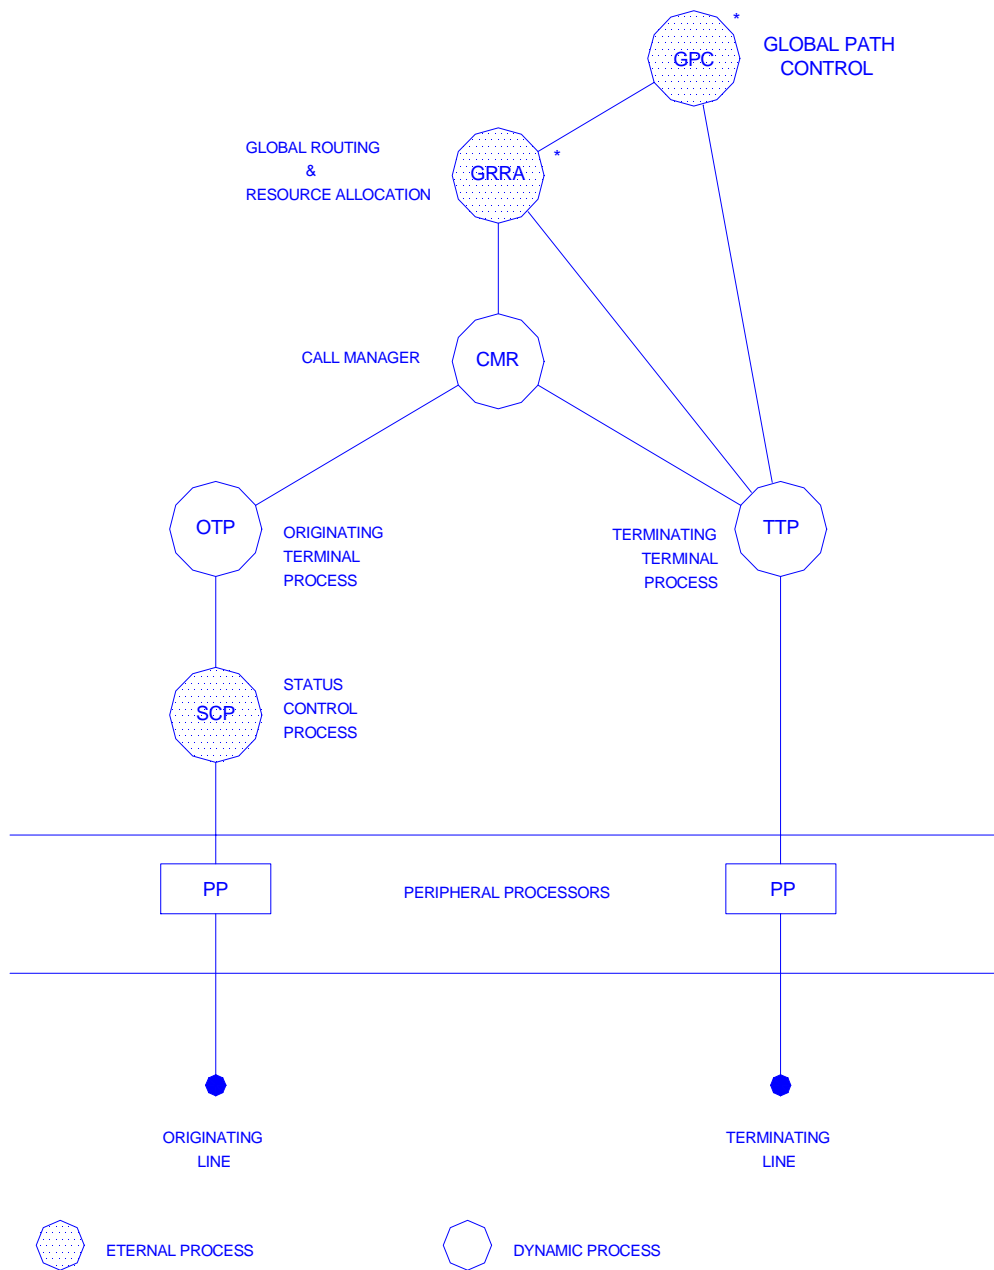 *
GPC
GLOBAL PATH
CONTROL
GLOBAL ROUTING
&
RESOURCE ALLOCATION
GRRA
*
CALL MANAGER
CMR
OTP
ORIGINATING
TERMINAL
PROCESS
TERMINATING
TERMINAL
PROCESS
TTP
SCP
STATUS
CONTROL
PROCESS
PP
PERIPHERAL PROCESSORS
PP
ORIGINATING
LINE
TERMINATING
LINE
ETERNAL PROCESS
DYNAMIC PROCESS